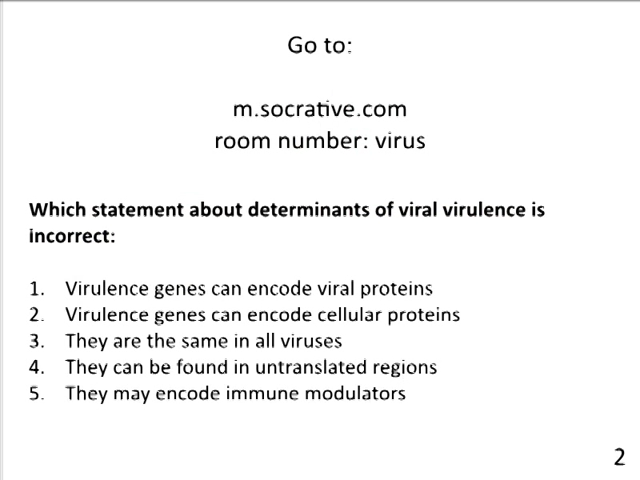 Go to:
m.socrative.com
room number: virus
Which statement about determinants of viral virulence is
incorrect:
1. Virulence genes can encode viral proteins
2. Virulence genes can encode cellular proteins
3. They are the same in all viruses
4. They can be found in untranslated regions
5. They may encode immune modulators
2